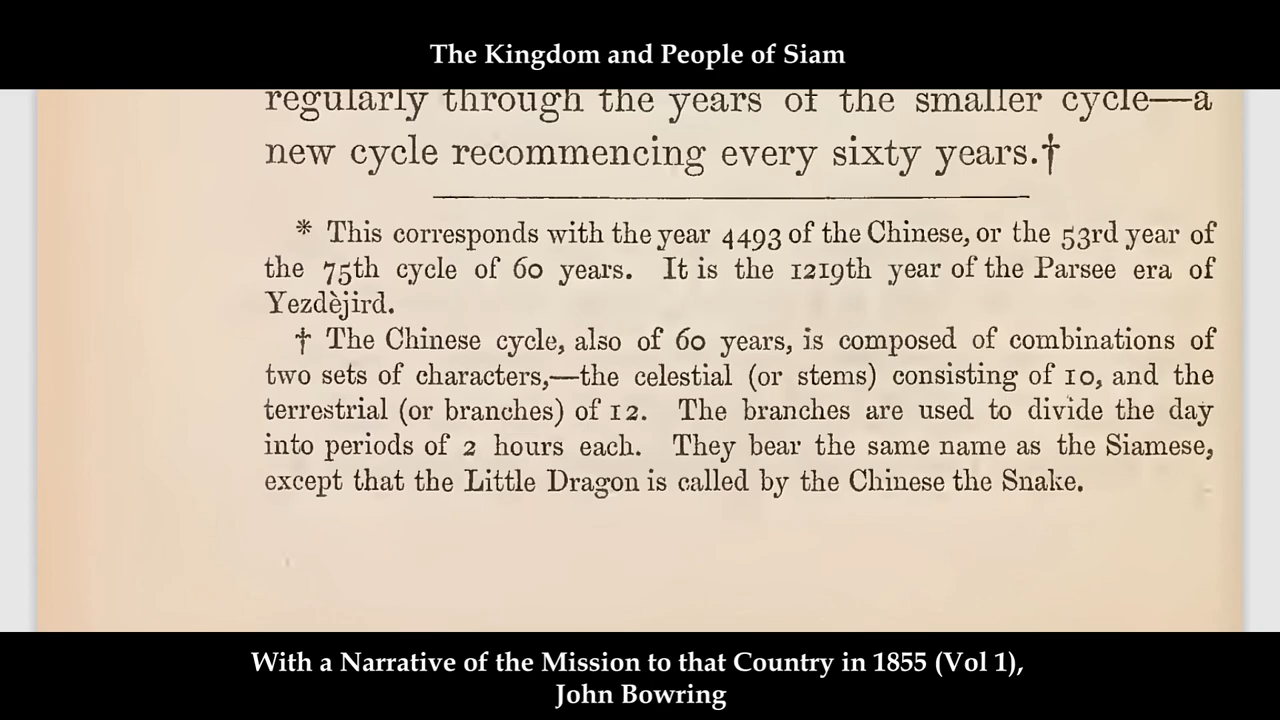 The Kingdom and People of Siam
regularly through the years of the smaller cycle—a
new cycle recommencing every sixty years.†
* This corresponds with the year 4493 of the Chinese, or the 53rd year of
the 75th cycle of 60 years. It is the 1219th year of the Parsee era of
Yezdèjird.
† The Chinese cycle, also of 60 years, is composed of combinations of
two sets of characters,—the celestial (or stems) consisting of 10, and the
terrestrial (or branches) of 12. The branches are used to divide the day
into periods of 2 hours each. They bear the same name as the Siamese,
except that the Little Dragon is called by the Chinese the Snake.
With a Narrative of the Mission to that Country in 1855 (Vol 1),
John Bowring